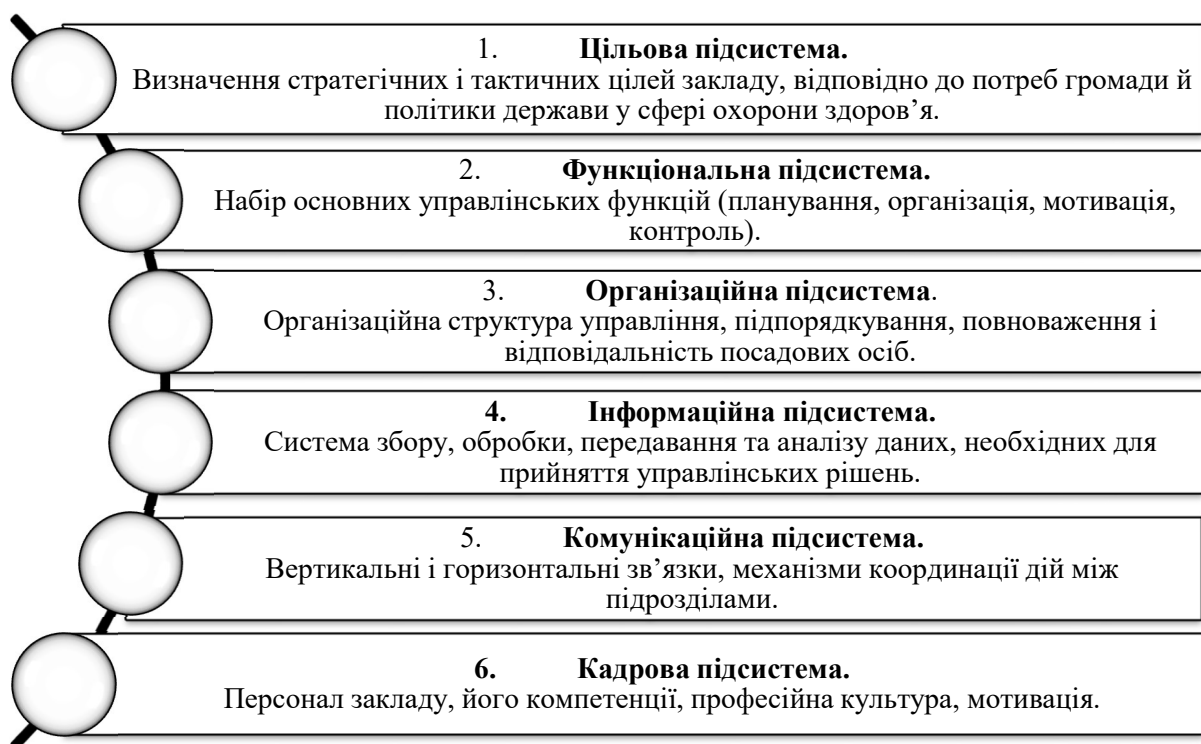 1. Цільова підсистема.
Визначення стратегічних і тактичних цілей закладу, відповідно до потреб громади й
політики держави у сфері охорони здоров’я.
2. Функціональна підсистема.
Набір основних управлінських функцій (планування, організація, мотивація,
контроль).
3. Організаційна підсистема.
Організаційна структура управління, підпорядкування, повноваження і
відповідальність посадових осіб.
4. Інформаційна підсистема.
Система збору, обробки, передавання та аналізу даних, необхідних для
прийняття управлінських рішень.
5. Комунікаційна підсистема.
Вертикальні і горизонтальні зв’язки, механізми координації дій між
підрозділами.
6. Кадрова підсистема.
Персонал закладу, його компетенції, професійна культура, мотивація.